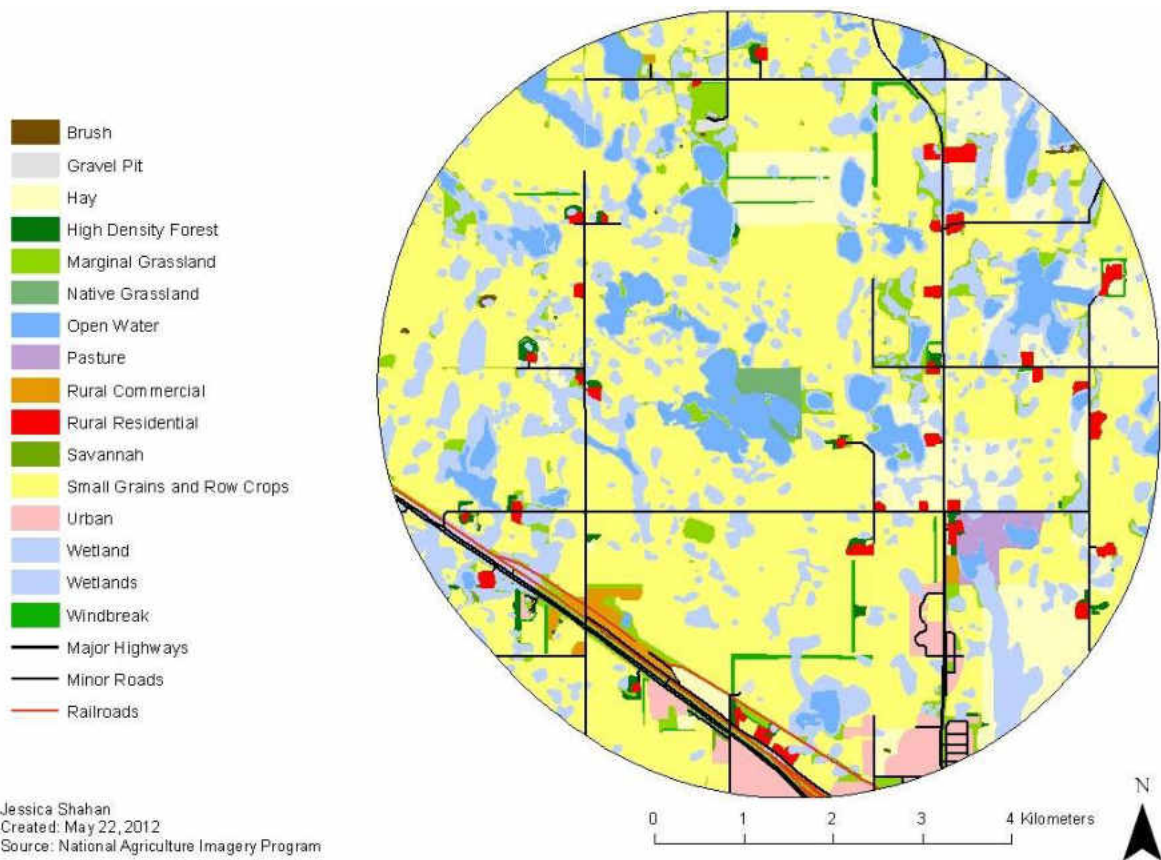 Brush
Gravel Pit
Hay
High Density Forest
Marginal Grassland
Native Grassland
Open Water
Pasture
Rural Commercial
Rural Residential
Savannah
Small Grains and Row Crops
Urban
Wetland
Wetlands
Windbreak
Major Highways
Minor Roads
Railroads
Jessica Shahan
Created: May 22, 2012
Source: National Agriculture Imagery Program
0 1 2 3 4 Kilometers
N